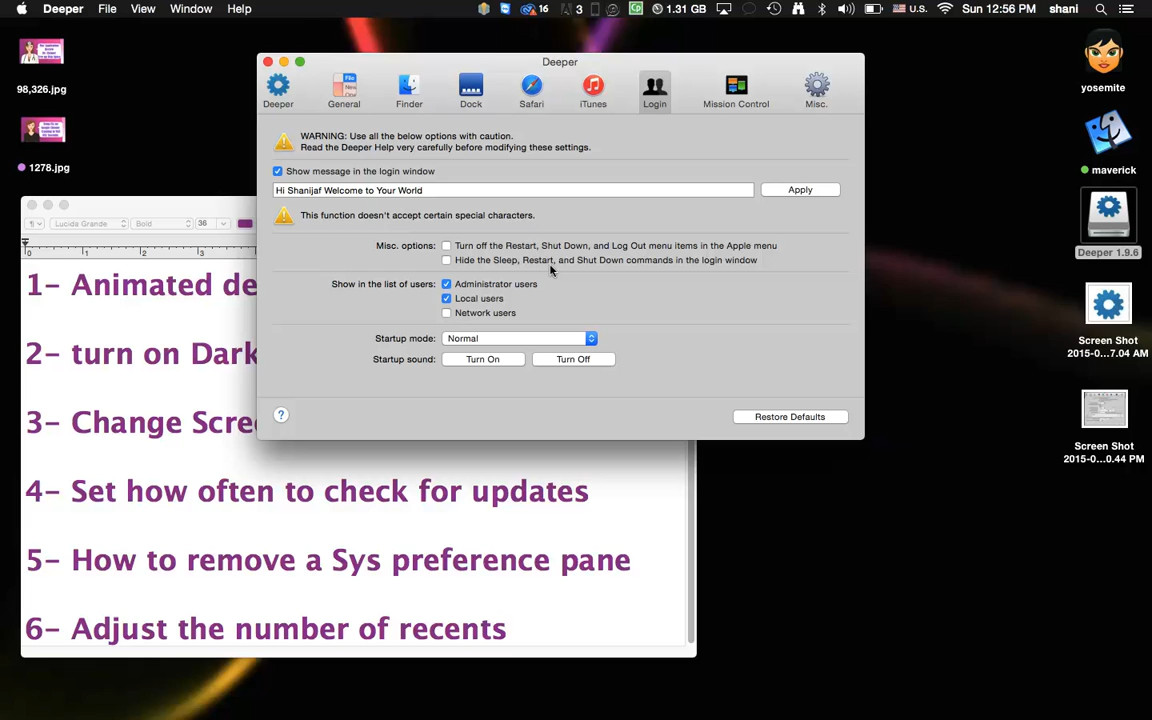 Deeper File View Window Help 16 3 1.31 GB U.S. Sun 12:56 PM shani
98,326.jpg
1278.jpg
yosemite
maverick
Deeper 1.9.6
Screen Shot
2015-0...7.04 AM
Screen Shot
2015-0...0.44 PM
Deeper
Deeper General Finder Dock Safari iTunes Login Mission Control Misc.
WARNING: Use all the below options with caution.
Read the Deeper Help very carefully before modifying these settings.
Show message in the login window
Hi Shanijaf Welcome to Your World Apply
This function doesn't accept certain special characters.
Misc. options: Turn off the Restart, Shut Down, and Log Out menu items in the Apple menu
Hide the Sleep, Restart, and Shut Down commands in the login window
Show in the list of users: Administrator users
Local users
Network users
Startup mode: Normal
Startup sound: Turn On Turn Off
? Restore Defaults
Lucida Grande Bold 36
0 1 2 3
1- Animated de
2- turn on Dark
3- Change Scre
4- Set how often to check for updates
5- How to remove a Sys preference pane
6- Adjust the number of recents